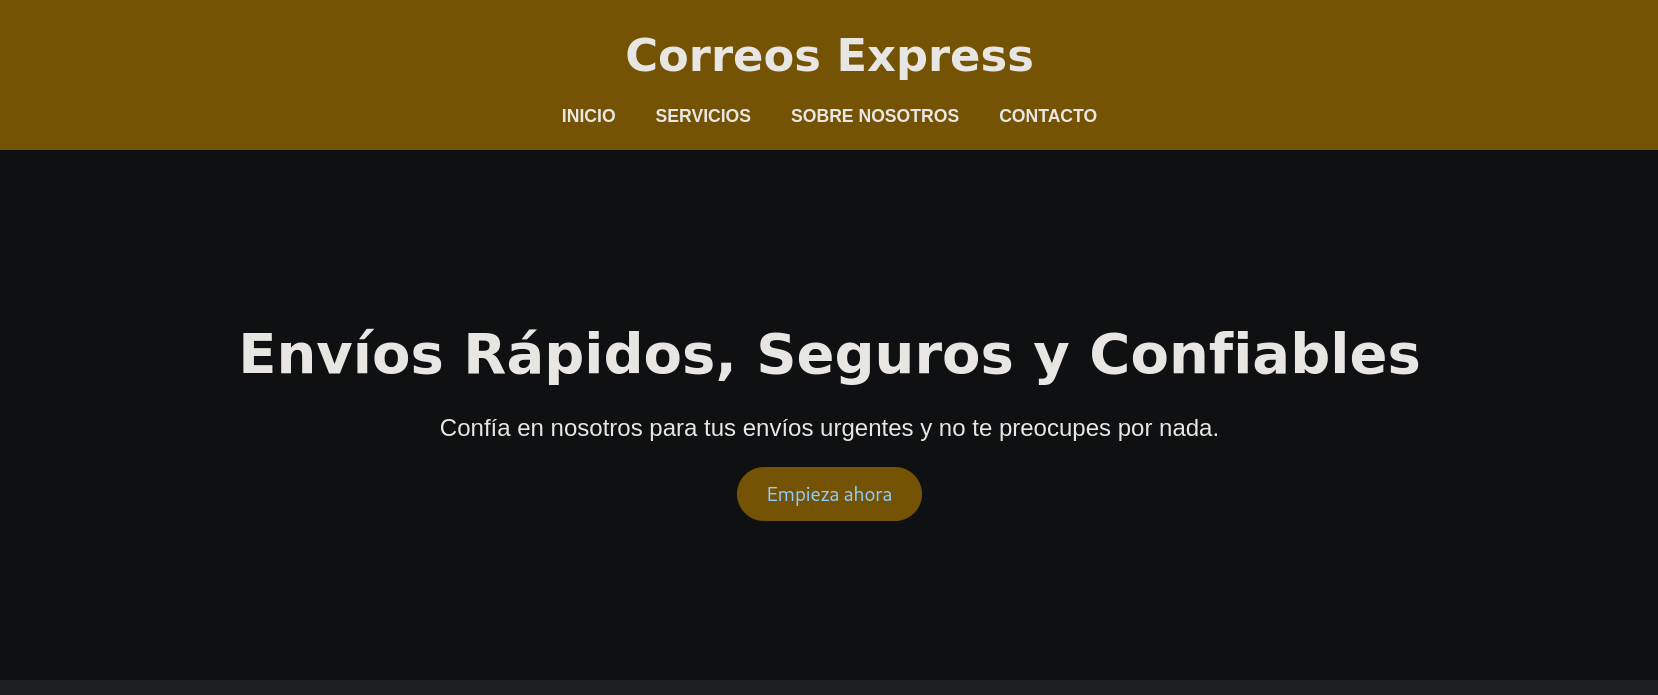 Correos Express
INICIO SERVICIOS SOBRE NOSOTROS CONTACTO
Envíos Rápidos, Seguros y Confiables
Confía en nosotros para tus envíos urgentes y no te preocupes por nada.
Empieza ahora